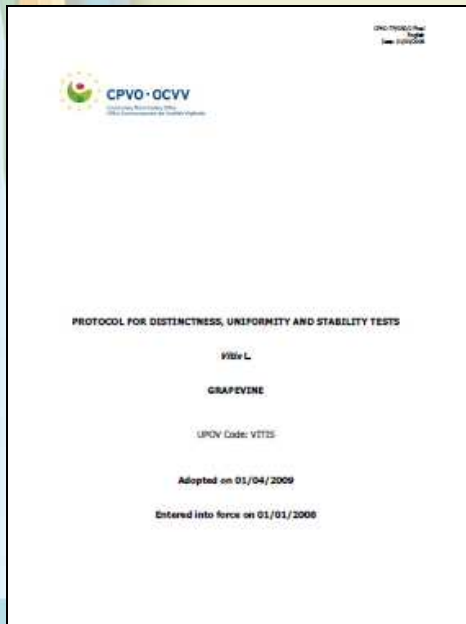 English
CPVO · OCVV
PROTOCOL FOR DISTINCTNESS, UNIFORMITY AND STABILITY TESTS
Vitis L.
GRAPEVINE
UPOV Code: VITIS
Adopted on 01/04/2009
Entered into force on 01/01/2008